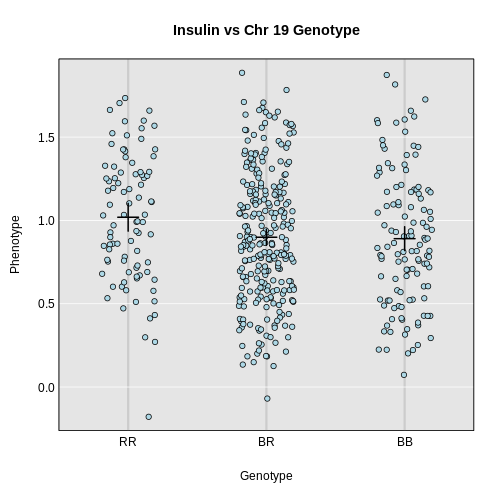 Insulin vs Chr 19 Genotype
Phenotype
1.5
1.0
0.5
0.0
RR BR BB
Genotype